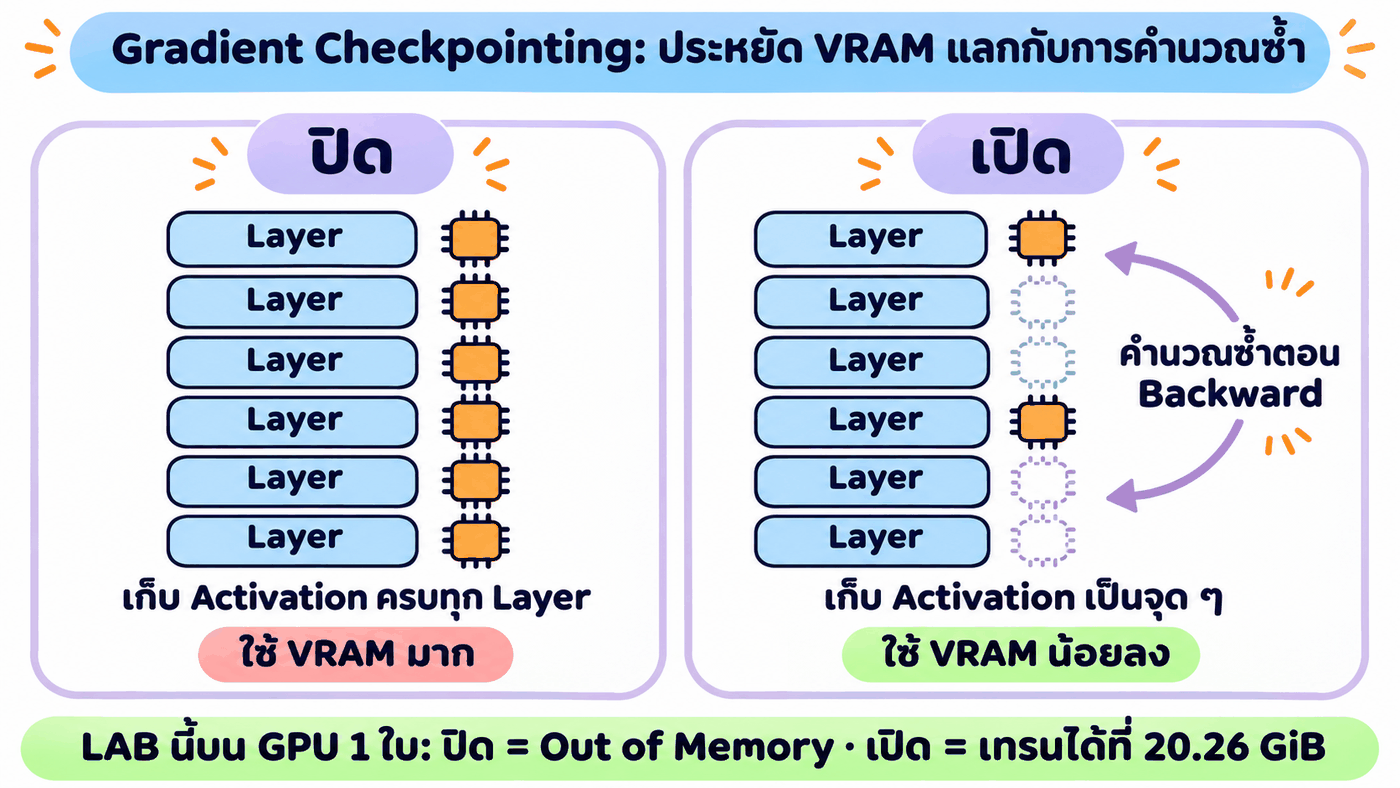 Gradient Checkpointing: ประหยัด VRAM แลกกับการคำนวณซ้ำ
ปิด
Layer
Layer
Layer
Layer
Layer
Layer
เก็บ Activation ครบทุก Layer
ใช้ VRAM มาก
เปิด
Layer
Layer
Layer
Layer
Layer
Layer
คำนวณซ้ำตอน
Backward
เก็บ Activation เป็นจุด ๆ
ใช้ VRAM น้อยลง
LAB นี้บน GPU 1 ใบ: ปิด = Out of Memory · เปิด = เทรนได้ที่ 20.26 GiB